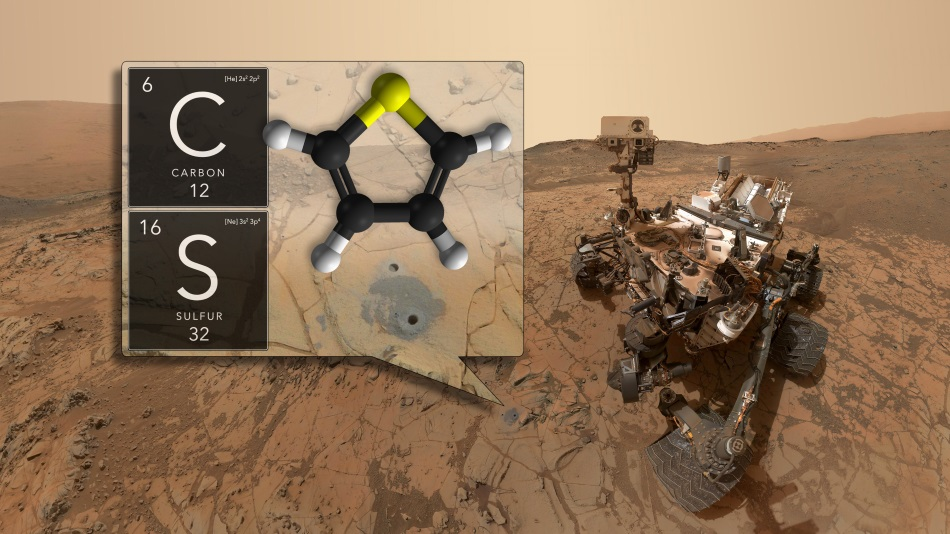 6
[He] 2s² 2p²
C
CARBON
12
16
[Ne] 3s² 3p⁴
S
SULFUR
32